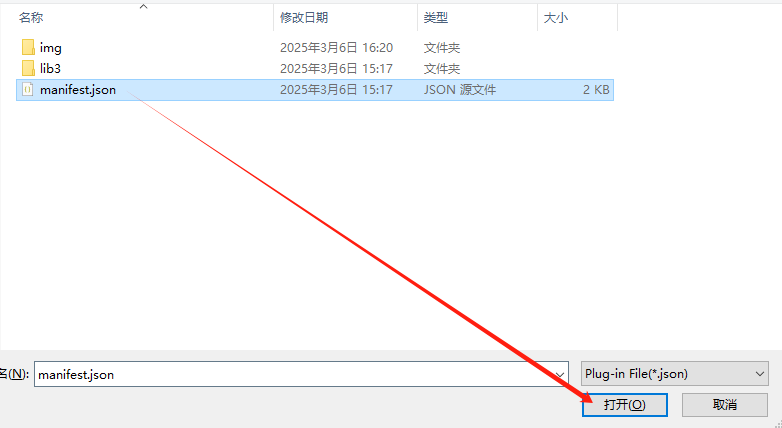 名称 修改日期 类型 大小
img 2025年3月6日 16:20 文件夹
lib3 2025年3月6日 15:17 文件夹
manifest.json 2025年3月6日 15:17 JSON 源文件 2 KB
名(N): manifest.json Plug-in File(*.json)
打开(O) 取消